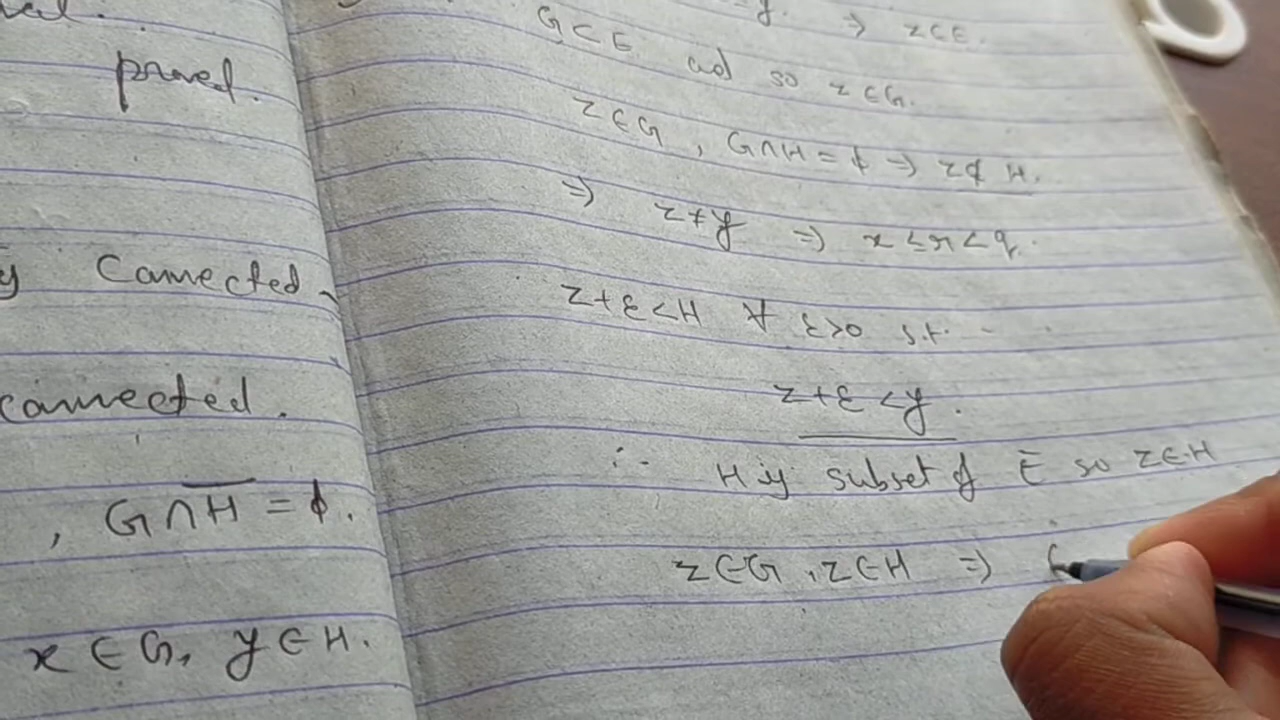 proved.
connected
connected.
, G∩H̅ = ϕ.
x ∈ G, y ∈ H.
y. ⇒ z∈E.
G⊂E and so z∈G.
z∈G, G∩H = ϕ ⇒ z∉H.
⇒ z≠y ⇒ x ≤ z < y.
z+ε<H ∀ ε>0 s.t. -
z+ε <y.
∴ H is subset of E̅ so z∈H
z∈G, z∈H ⇒